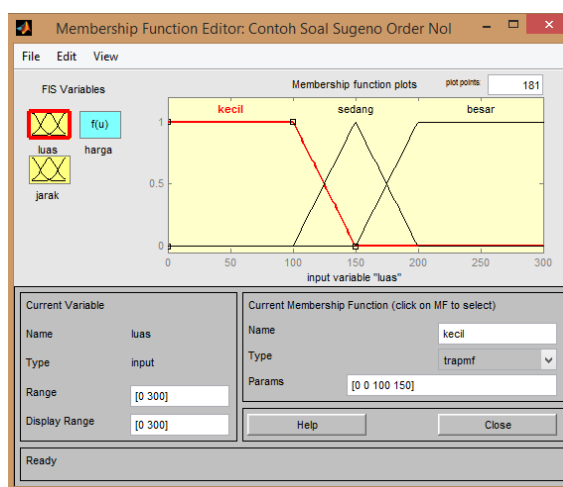 Membership Function Editor: Contoh Soal Sugeno Order Nol
File Edit View
FIS Variables
Membership function plots
plot points
181
f(u)
luas
harga
jarak
kecil
sedang
besar
1
0.5
0
0 50 100 150 200 250 300
input variable "luas"
Current Variable
Name luas
Type input
Range [0 300]
Display Range [0 300]
Current Membership Function (click on MF to select)
Name kecil
Type trapmf
Params [0 0 100 150]
Help Close
Ready